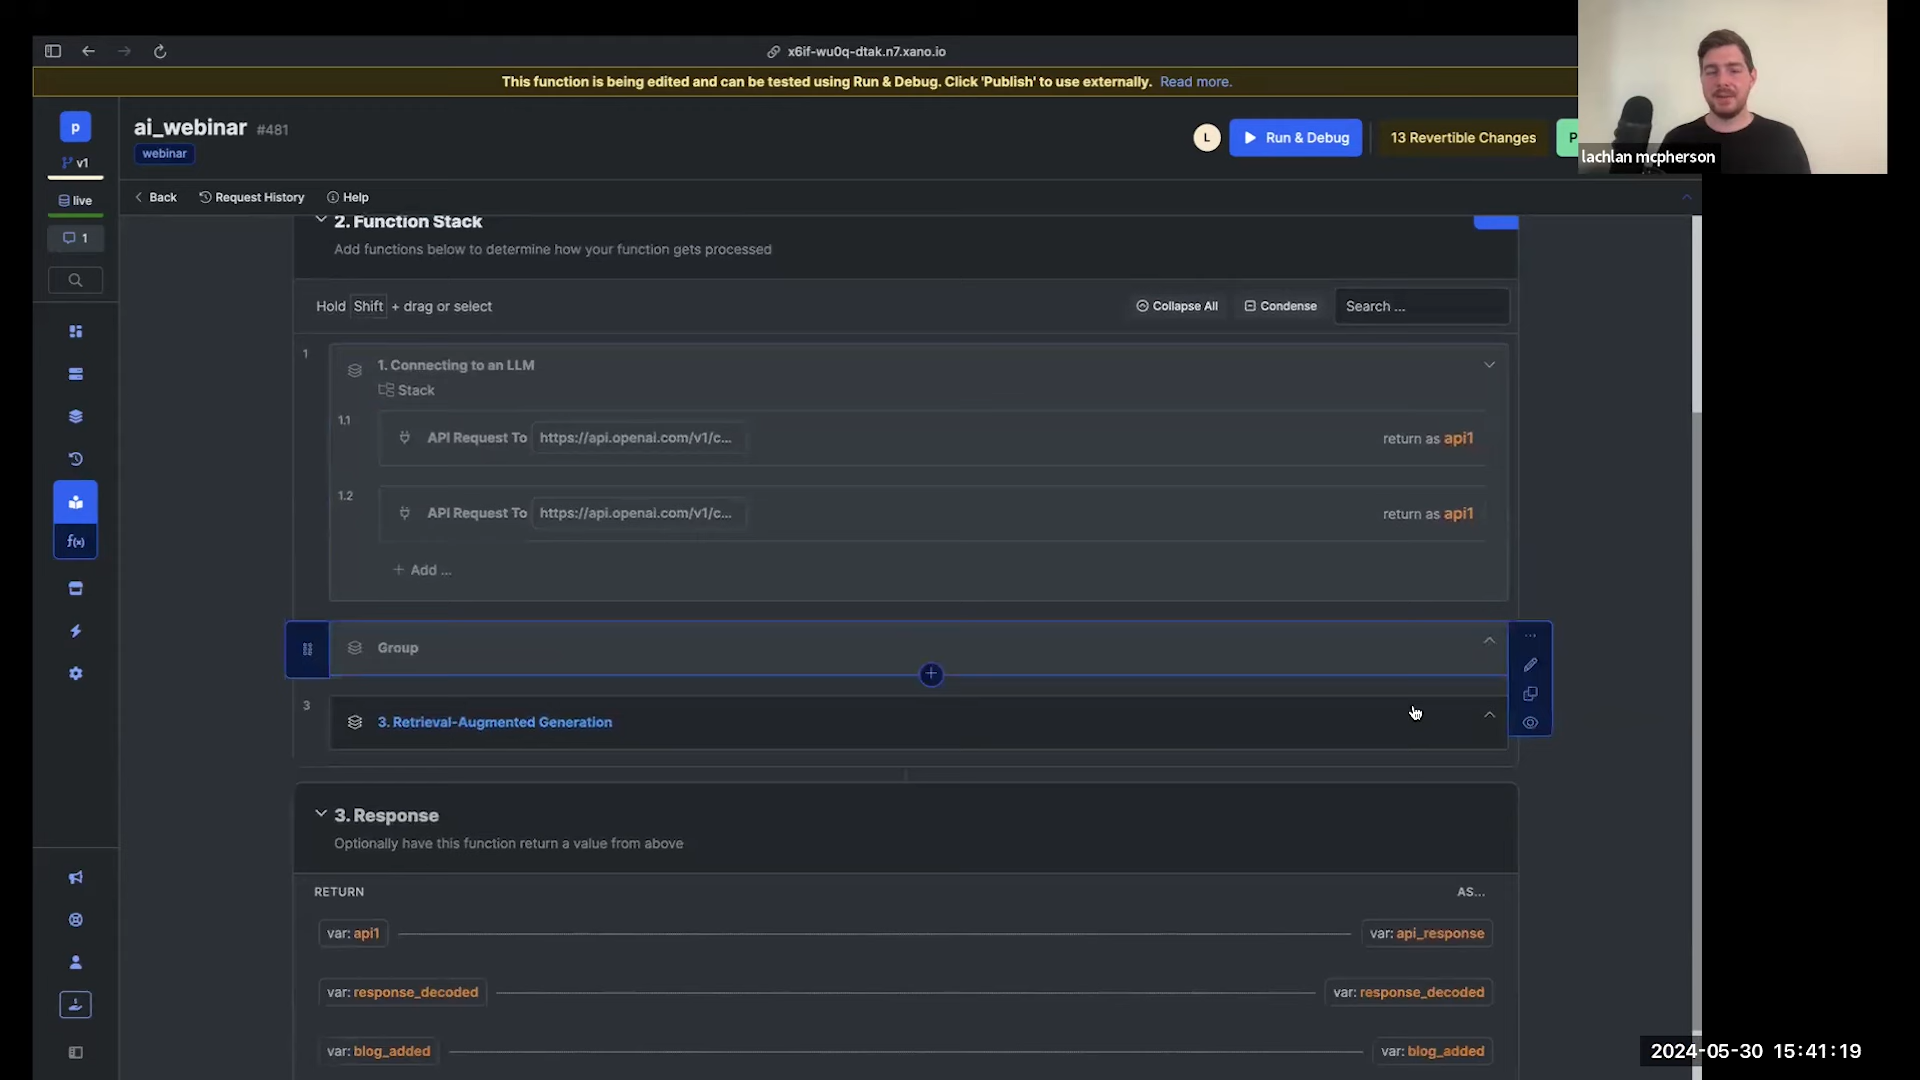 x6if-wu0q-dtak.n7.xano.io
This function is being edited and can be tested using Run & Debug. Click 'Publish' to use externally. Read more.
p
ai_webinar #481
webinar
L
Run & Debug
13 Revertible Changes
P
lachlan mcpherson
v1
live
1
Back
Request History
Help
2. Function Stack
Add functions below to determine how your function gets processed
Hold Shift + drag or select
Collapse All
Condense
Search ...
1
1. Connecting to an LLM
Stack
1.1
API Request To https://api.openai.com/v1/c... return as api1
1.2
API Request To https://api.openai.com/v1/c... return as api1
+ Add ...
Group
3
3. Retrieval-Augmented Generation
f(x)
3. Response
Optionally have this function return a value from above
RETURN AS...
var: api1 var: api_response
var: response_decoded var: response_decoded
var: blog_added var: blog_added
2024-05-30 15:41:19